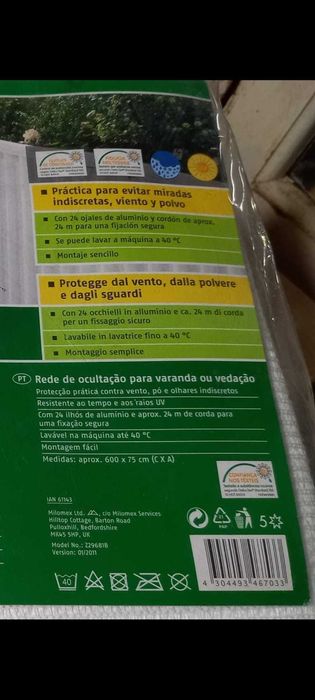 Práctica para evitar miradas
indiscretas, viento y polvo
Con 24 ojales de aluminio y cordón de aprox.
24 m para una fijación segura
Se puede lavar a máquina a 40 °C
Montaje sencillo
Protegge dal vento, dalla polvere
e dagli sguardi
Con 24 occhielli in alluminio e ca. 24 m di corda
per un fissaggio sicuro
Lavabile in lavatrice fino a 40 °C
Montaggio semplice
PT Rede de ocultação para varanda ou vedação
Protecção prática contra vento, pó e olhares indiscretos
Resistente ao tempo e aos raios UV
Com 24 ilhós de alumínio e aprox. 24 m de corda para
uma fixação segura
Lavável na máquina até 40 °C
Montagem fácil
Medidas: aprox. 600 x 75 cm (C X A)
CONFIANÇA
NOS TÊXTEIS
IAN 61143
Milomex Ltd. c/o Milomex Services
Hilltop Cottage, Barton Road
Pulloxhill, Bedfordshire
MK45 5HP, UK
Model No.: Z29681B
Version: 01/2011
5
40
4 304493 467033